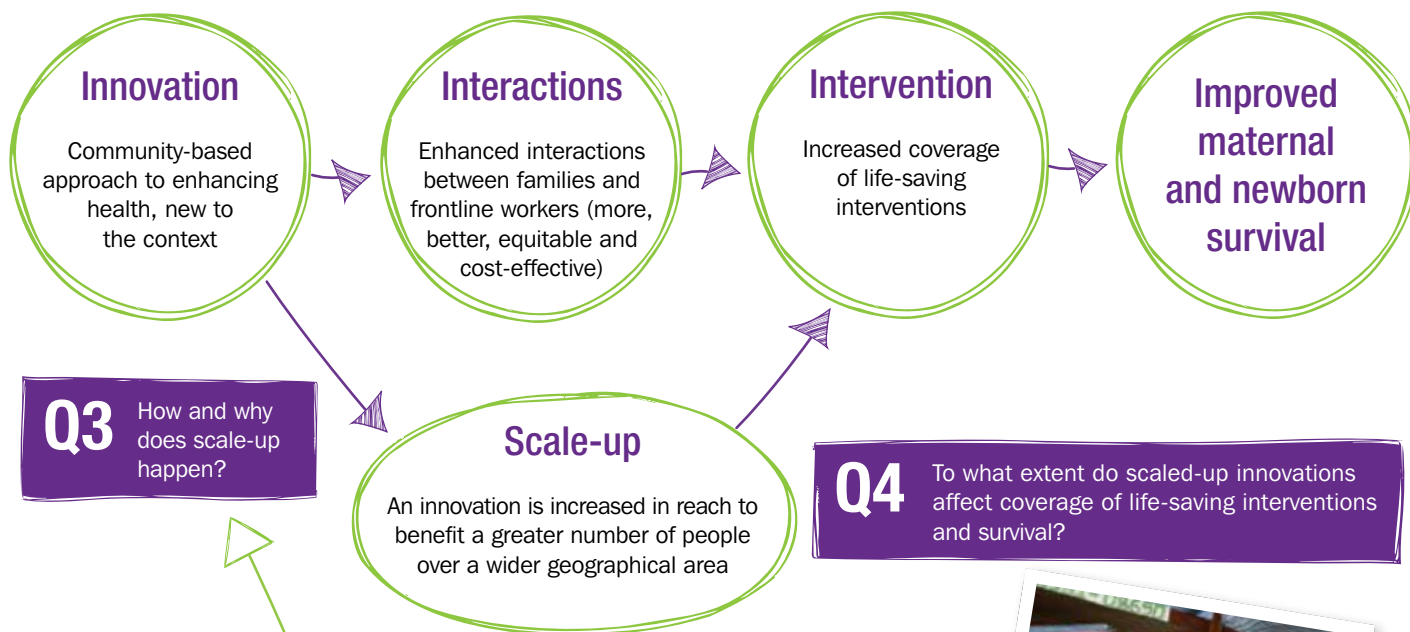 Innovation
Community-based
approach to enhancing
health, new to
the context
Interactions
Enhanced interactions
between families and
frontline workers (more,
better, equitable and
cost-effective)
Intervention
Increased coverage
of life-saving
interventions
Improved
maternal
and newborn
survival
Q3
How and why
does scale-up
happen?
Scale-up
An innovation is increased in reach to
benefit a greater number of people
over a wider geographical area
Q4
To what extent do scaled-up innovations
affect coverage of life-saving interventions
and survival?